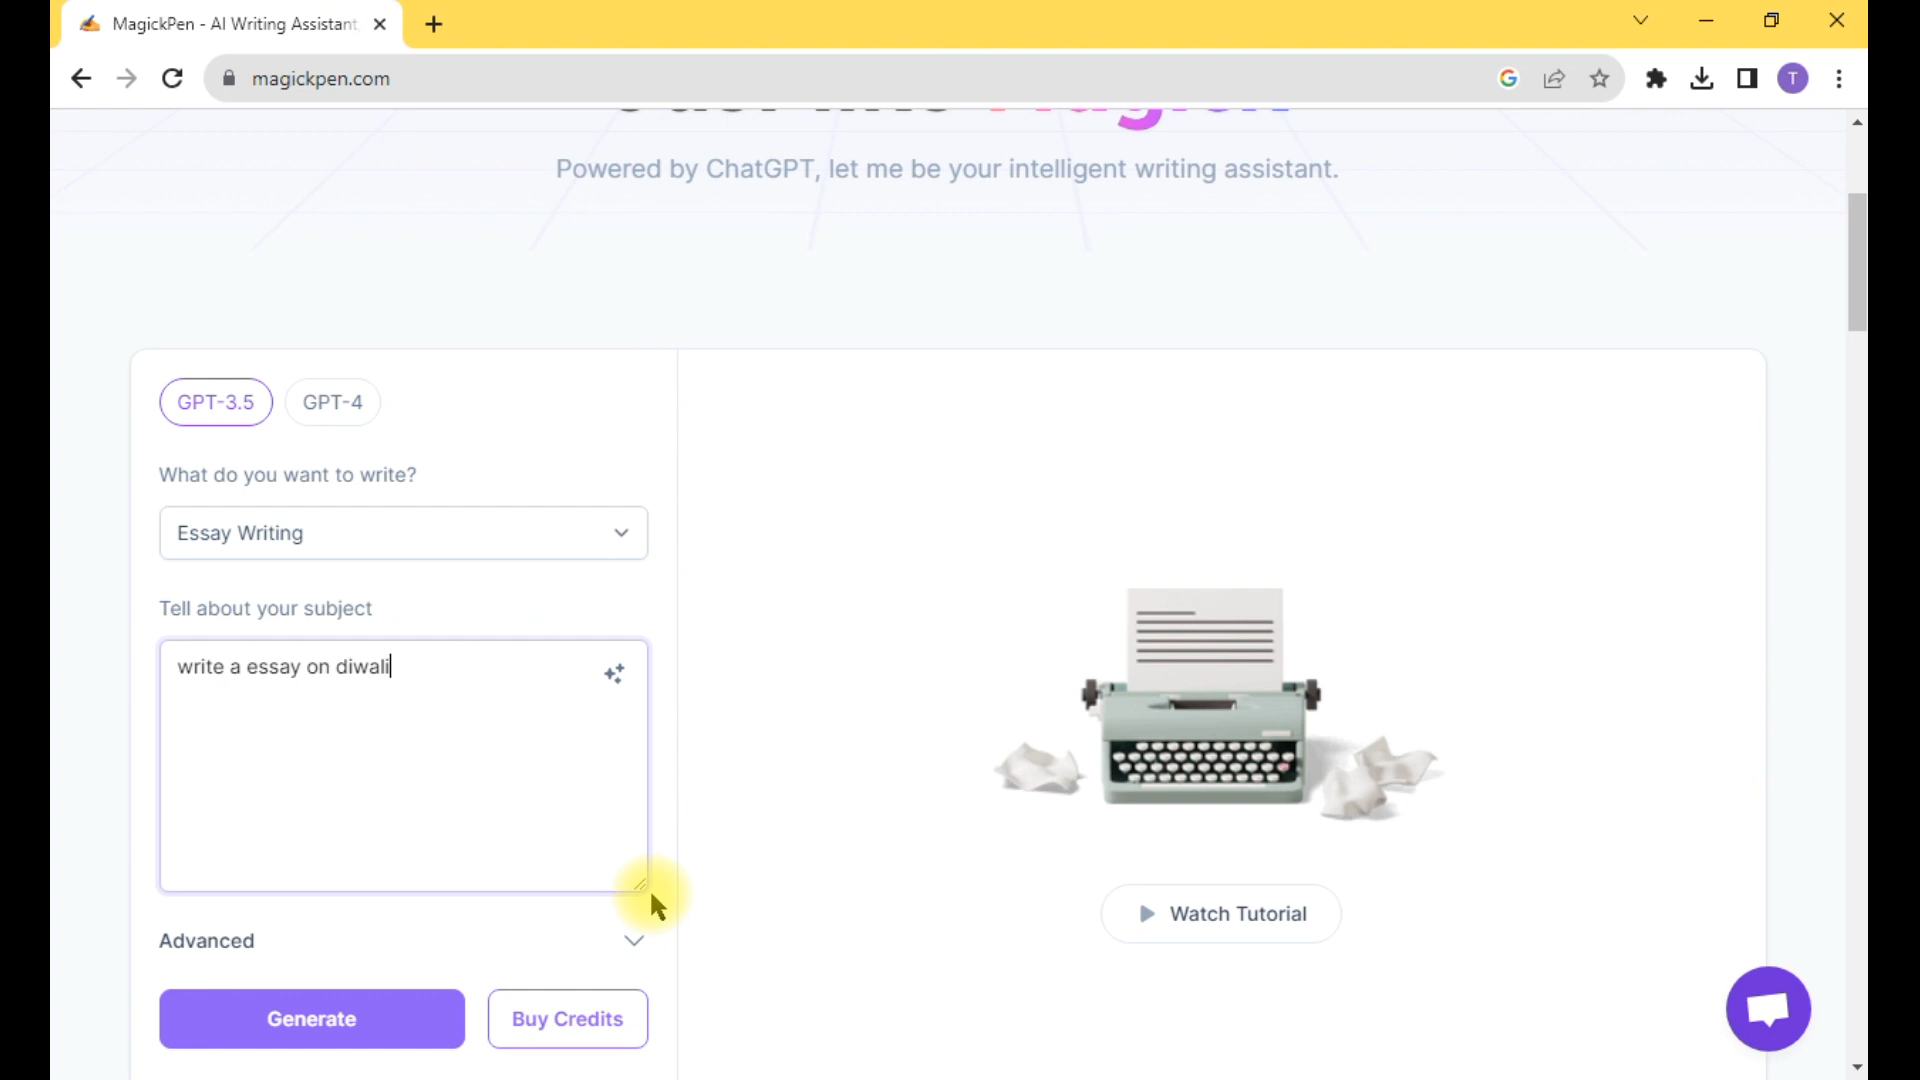 MagickPen - AI Writing Assistant
magickpen.com
T
Powered by ChatGPT, let me be your intelligent writing assistant.
GPT-3.5 GPT-4
What do you want to write?
Essay Writing
Tell about your subject
write a essay on diwali
Watch Tutorial
Advanced
Generate Buy Credits